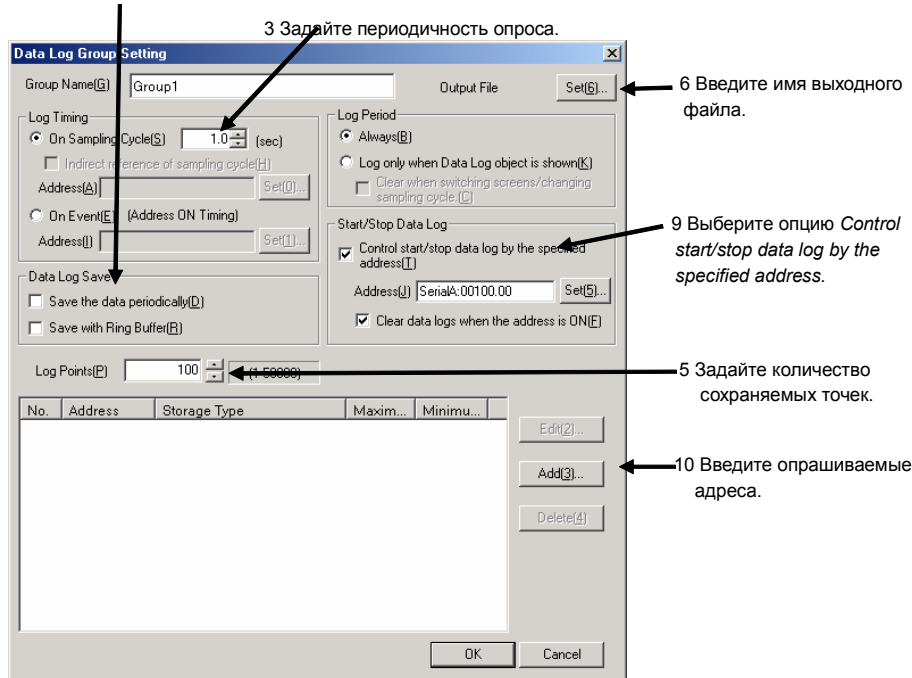 3 Задайте периодичность опроса.
Data Log Group Setting
Group Name(G) Group1 Output File Set(6)...
6 Введите имя выходного
файла.
Log Timing
On Sampling Cycle(S) 1.0 (sec)
Indirect reference of sampling cycle(H)
Address(A) Set(0)...
On Event(E) (Address ON Timing)
Address(I) Set(1)...
Log Period
Always(B)
Log only when Data Log object is shown(K)
Clear when switching screens/changing
sampling cycle.(C)
Start/Stop Data Log
Control start/stop data log by the specified
address(T)
Address(J) SerialA:00100.00 Set(5)...
Clear data logs when the address is ON(F)
9 Выберите опцию Control
start/stop data log by the
specified address.
Data Log Save
Save the data periodically(D)
Save with Ring Buffer(R)
Log Points(P) 100 (1-50000)
5 Задайте количество
сохраняемых точек.
No. Address Storage Type Maxim... Minimu...
Edit(2)...
Add(3)...
Delete(4)
10 Введите опрашиваемые
адреса.
OK Cancel